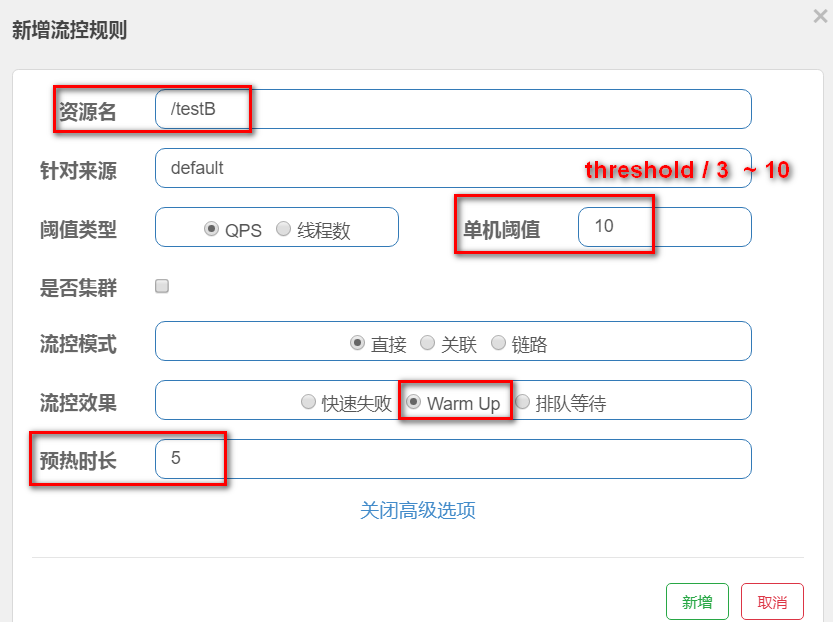 新增流控规则
×
资源名 /testB
针对来源 default
threshold / 3 ~ 10
阈值类型 QPS 线程数 单机阈值 10
是否集群
流控模式 直接 关联 链路
流控效果 快速失败 Warm Up 排队等待
预热时长 5
关闭高级选项
新增 取消